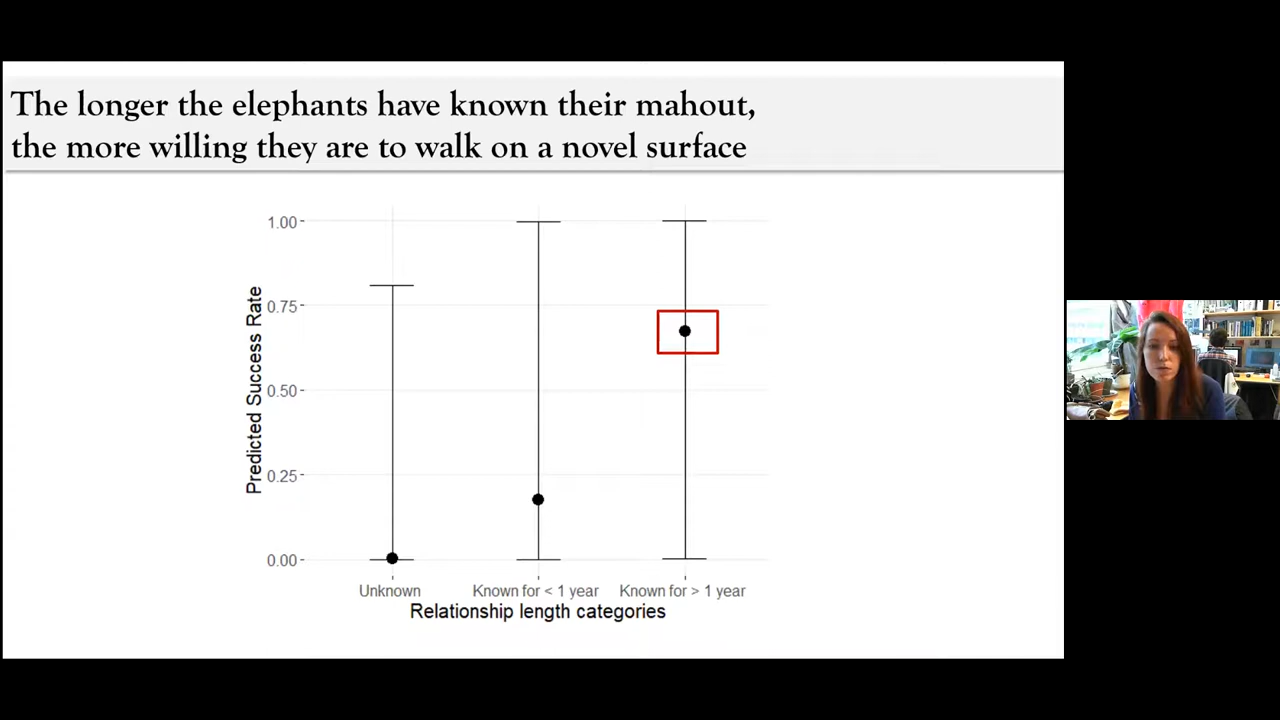 The longer the elephants have known their mahout,
the more willing they are to walk on a novel surface
1.00
0.75
0.50
0.25
0.00
Predicted Success Rate
Unknown
Known for < 1 year
Known for > 1 year
Relationship length categories